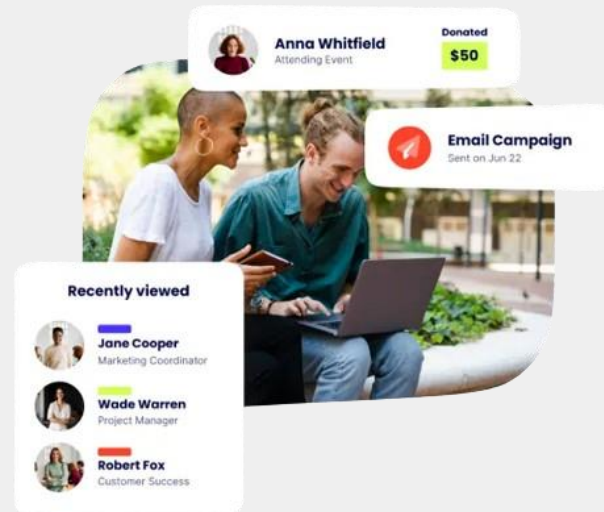 Anna Whitfield
Attending Event
Donated
$50
Email Campaign
Sent on Jun 22
Recently viewed
Jane Cooper
Marketing Coordinator
Wade Warren
Project Manager
Robert Fox
Customer Success